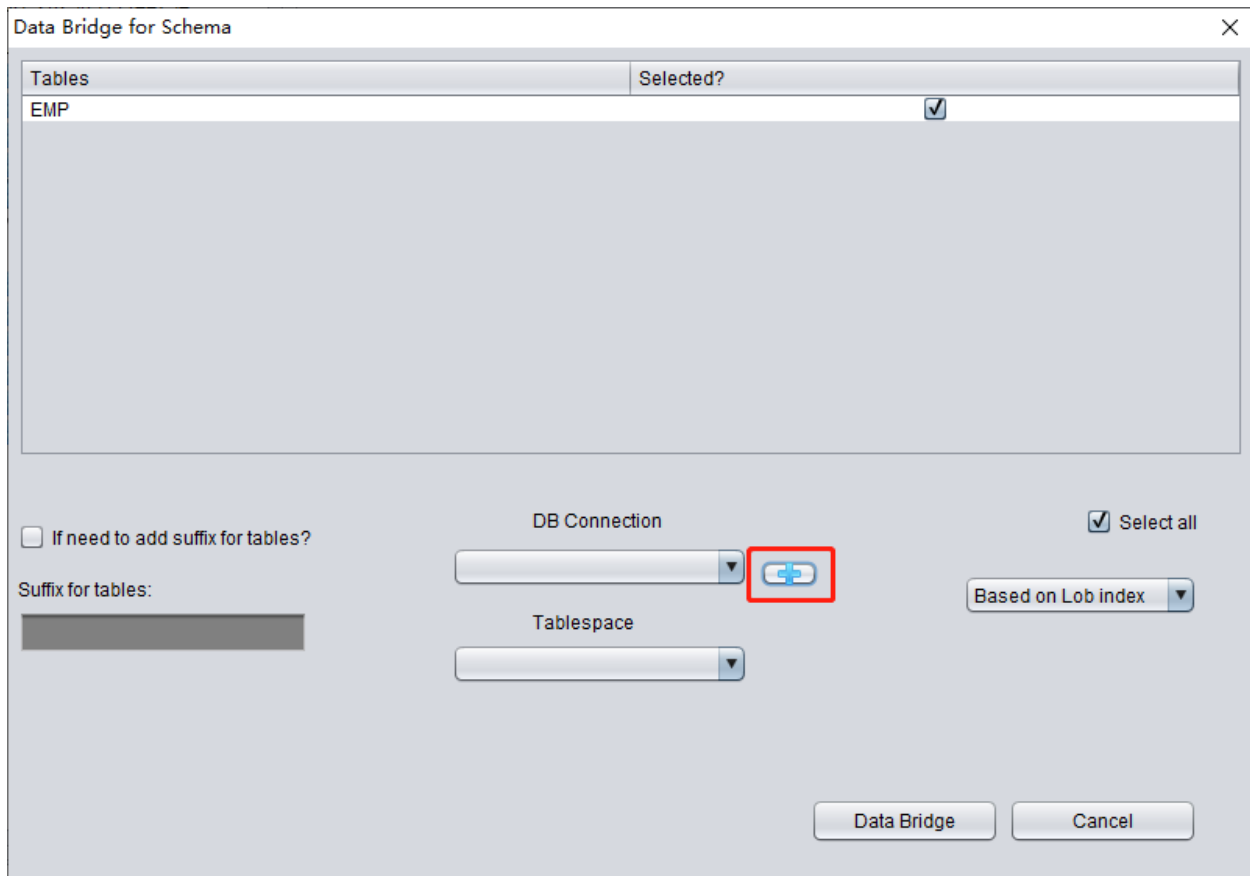 Data Bridge for Schema
Tables Selected?
EMP
If need to add suffix for tables?
Suffix for tables:
DB Connection
Tablespace
Select all
Based on Lob index
Data Bridge Cancel